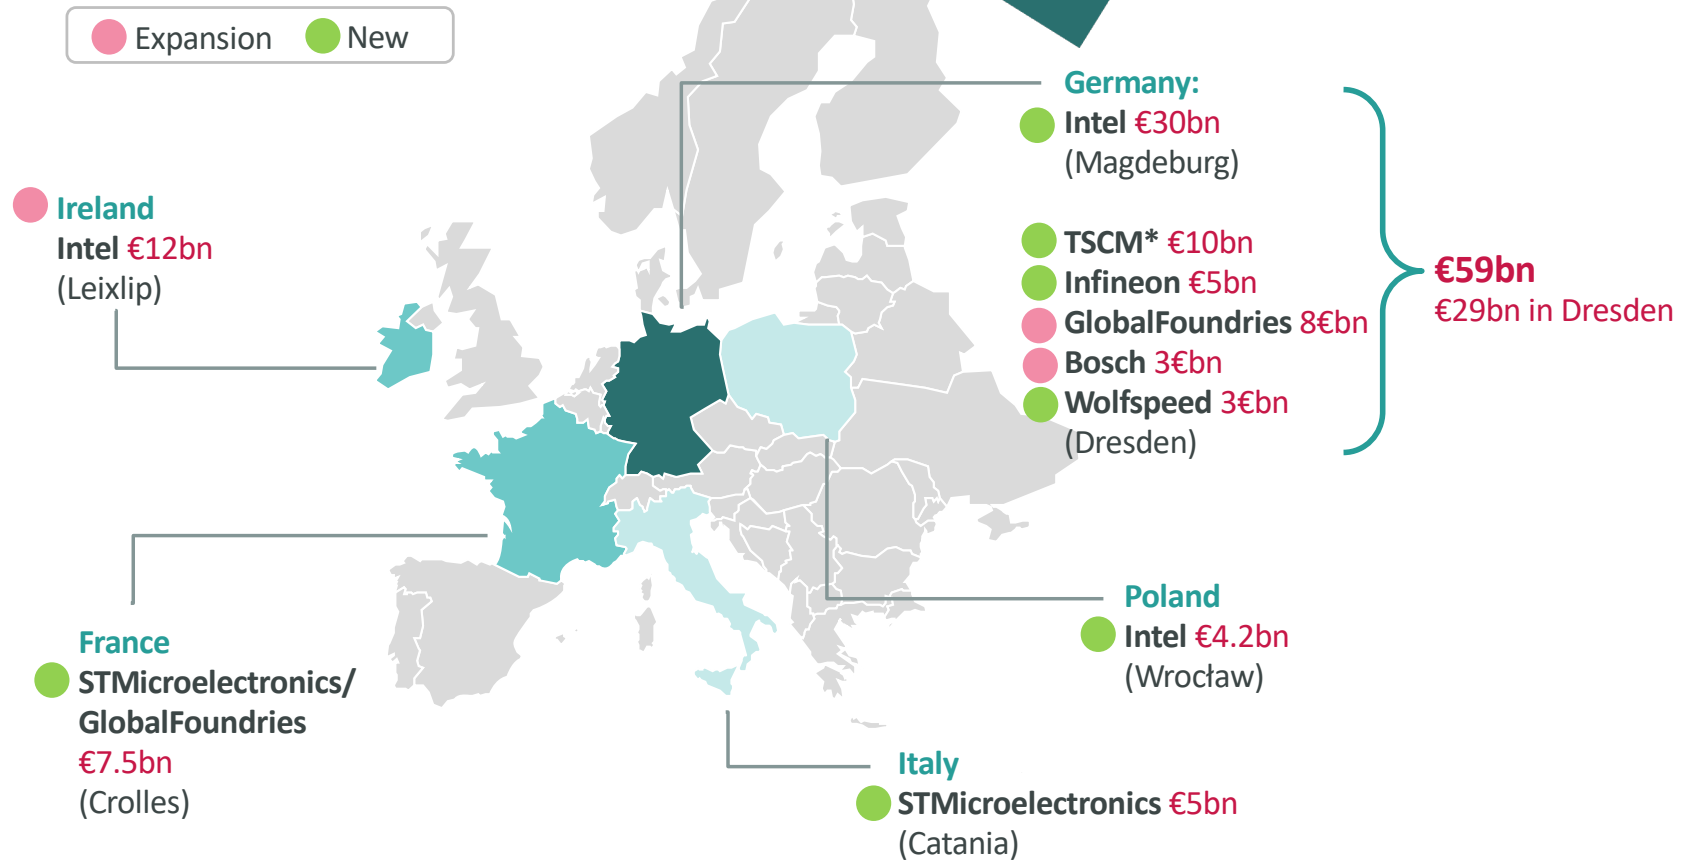 Expansion
New
Germany:
Intel €30bn
(Magdeburg)
TSCM* €10bn
Infineon €5bn
GlobalFoundries 8€bn
Bosch 3€bn
Wolfspeed 3€bn
(Dresden)
€59bn
€29bn in Dresden
Ireland
Intel €12bn
(Leixlip)
France
STMicroelectronics/
GlobalFoundries
€7.5bn
(Crolles)
Poland
Intel €4.2bn
(Wrocław)
Italy
STMicroelectronics €5bn
(Catania)